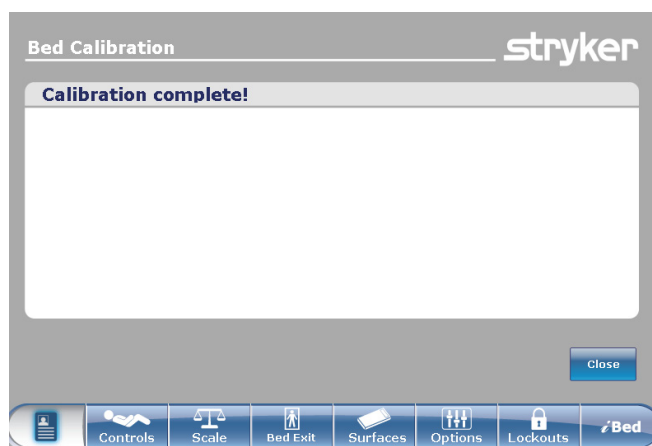 Bed Calibration
stryker
Calibration complete!
Close
Controls
Scale
Bed Exit
Surfaces
Options
Lockouts
iBed